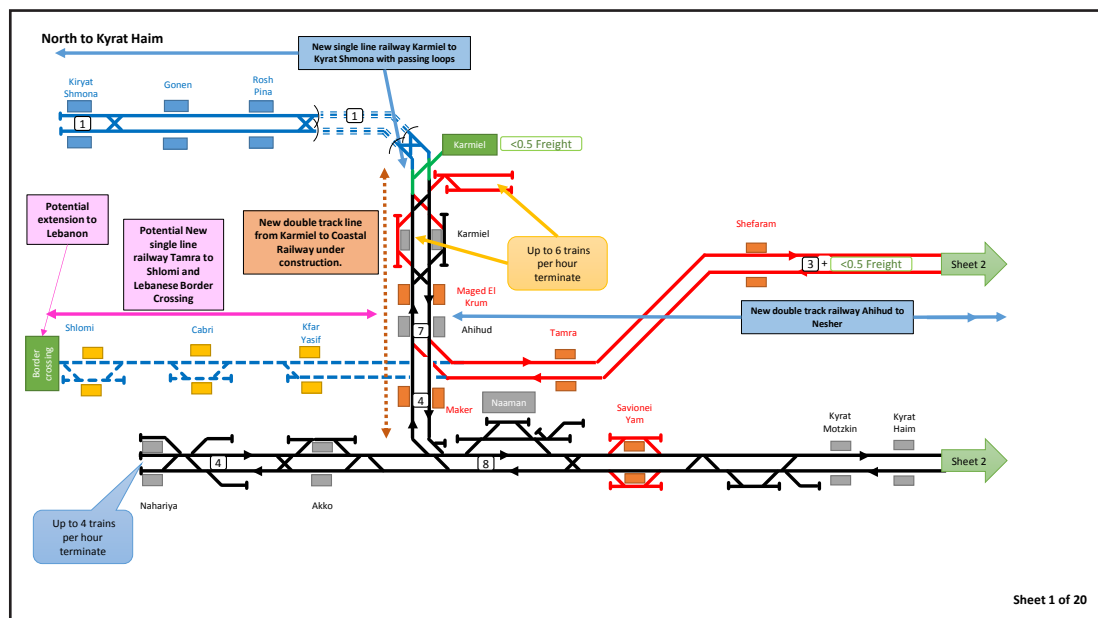 North to Kyrat Haim
New single line railway Karmiel to
Kyrat Shmona with passing loops
Kiryat
Shmona
Gonen
Rosh
Pina
1
1
Karmiel
<0.5 Freight
Potential
extension to
Lebanon
Potential New
single line
railway Tamra to
Shlomi and
Lebanese Border
Crossing
New double track line
from Karmiel to Coastal
Railway under
construction.
Karmiel
Up to 6 trains
per hour
terminate
Shefaram
3
+
<0.5 Freight
Sheet 2
Maged El
Krum
Ahihud
7
New double track railway Ahihud to
Nesher
Shlomi
Cabri
Kfar
Yasif
Tamra
Border
crossing
4
Maker
Naaman
Savionei
Yam
Kyrat
Motzkin
Kyrat
Haim
4
8
Sheet 2
Nahariya
Akko
Up to 4 trains
per hour
terminate
Sheet 1 of 20